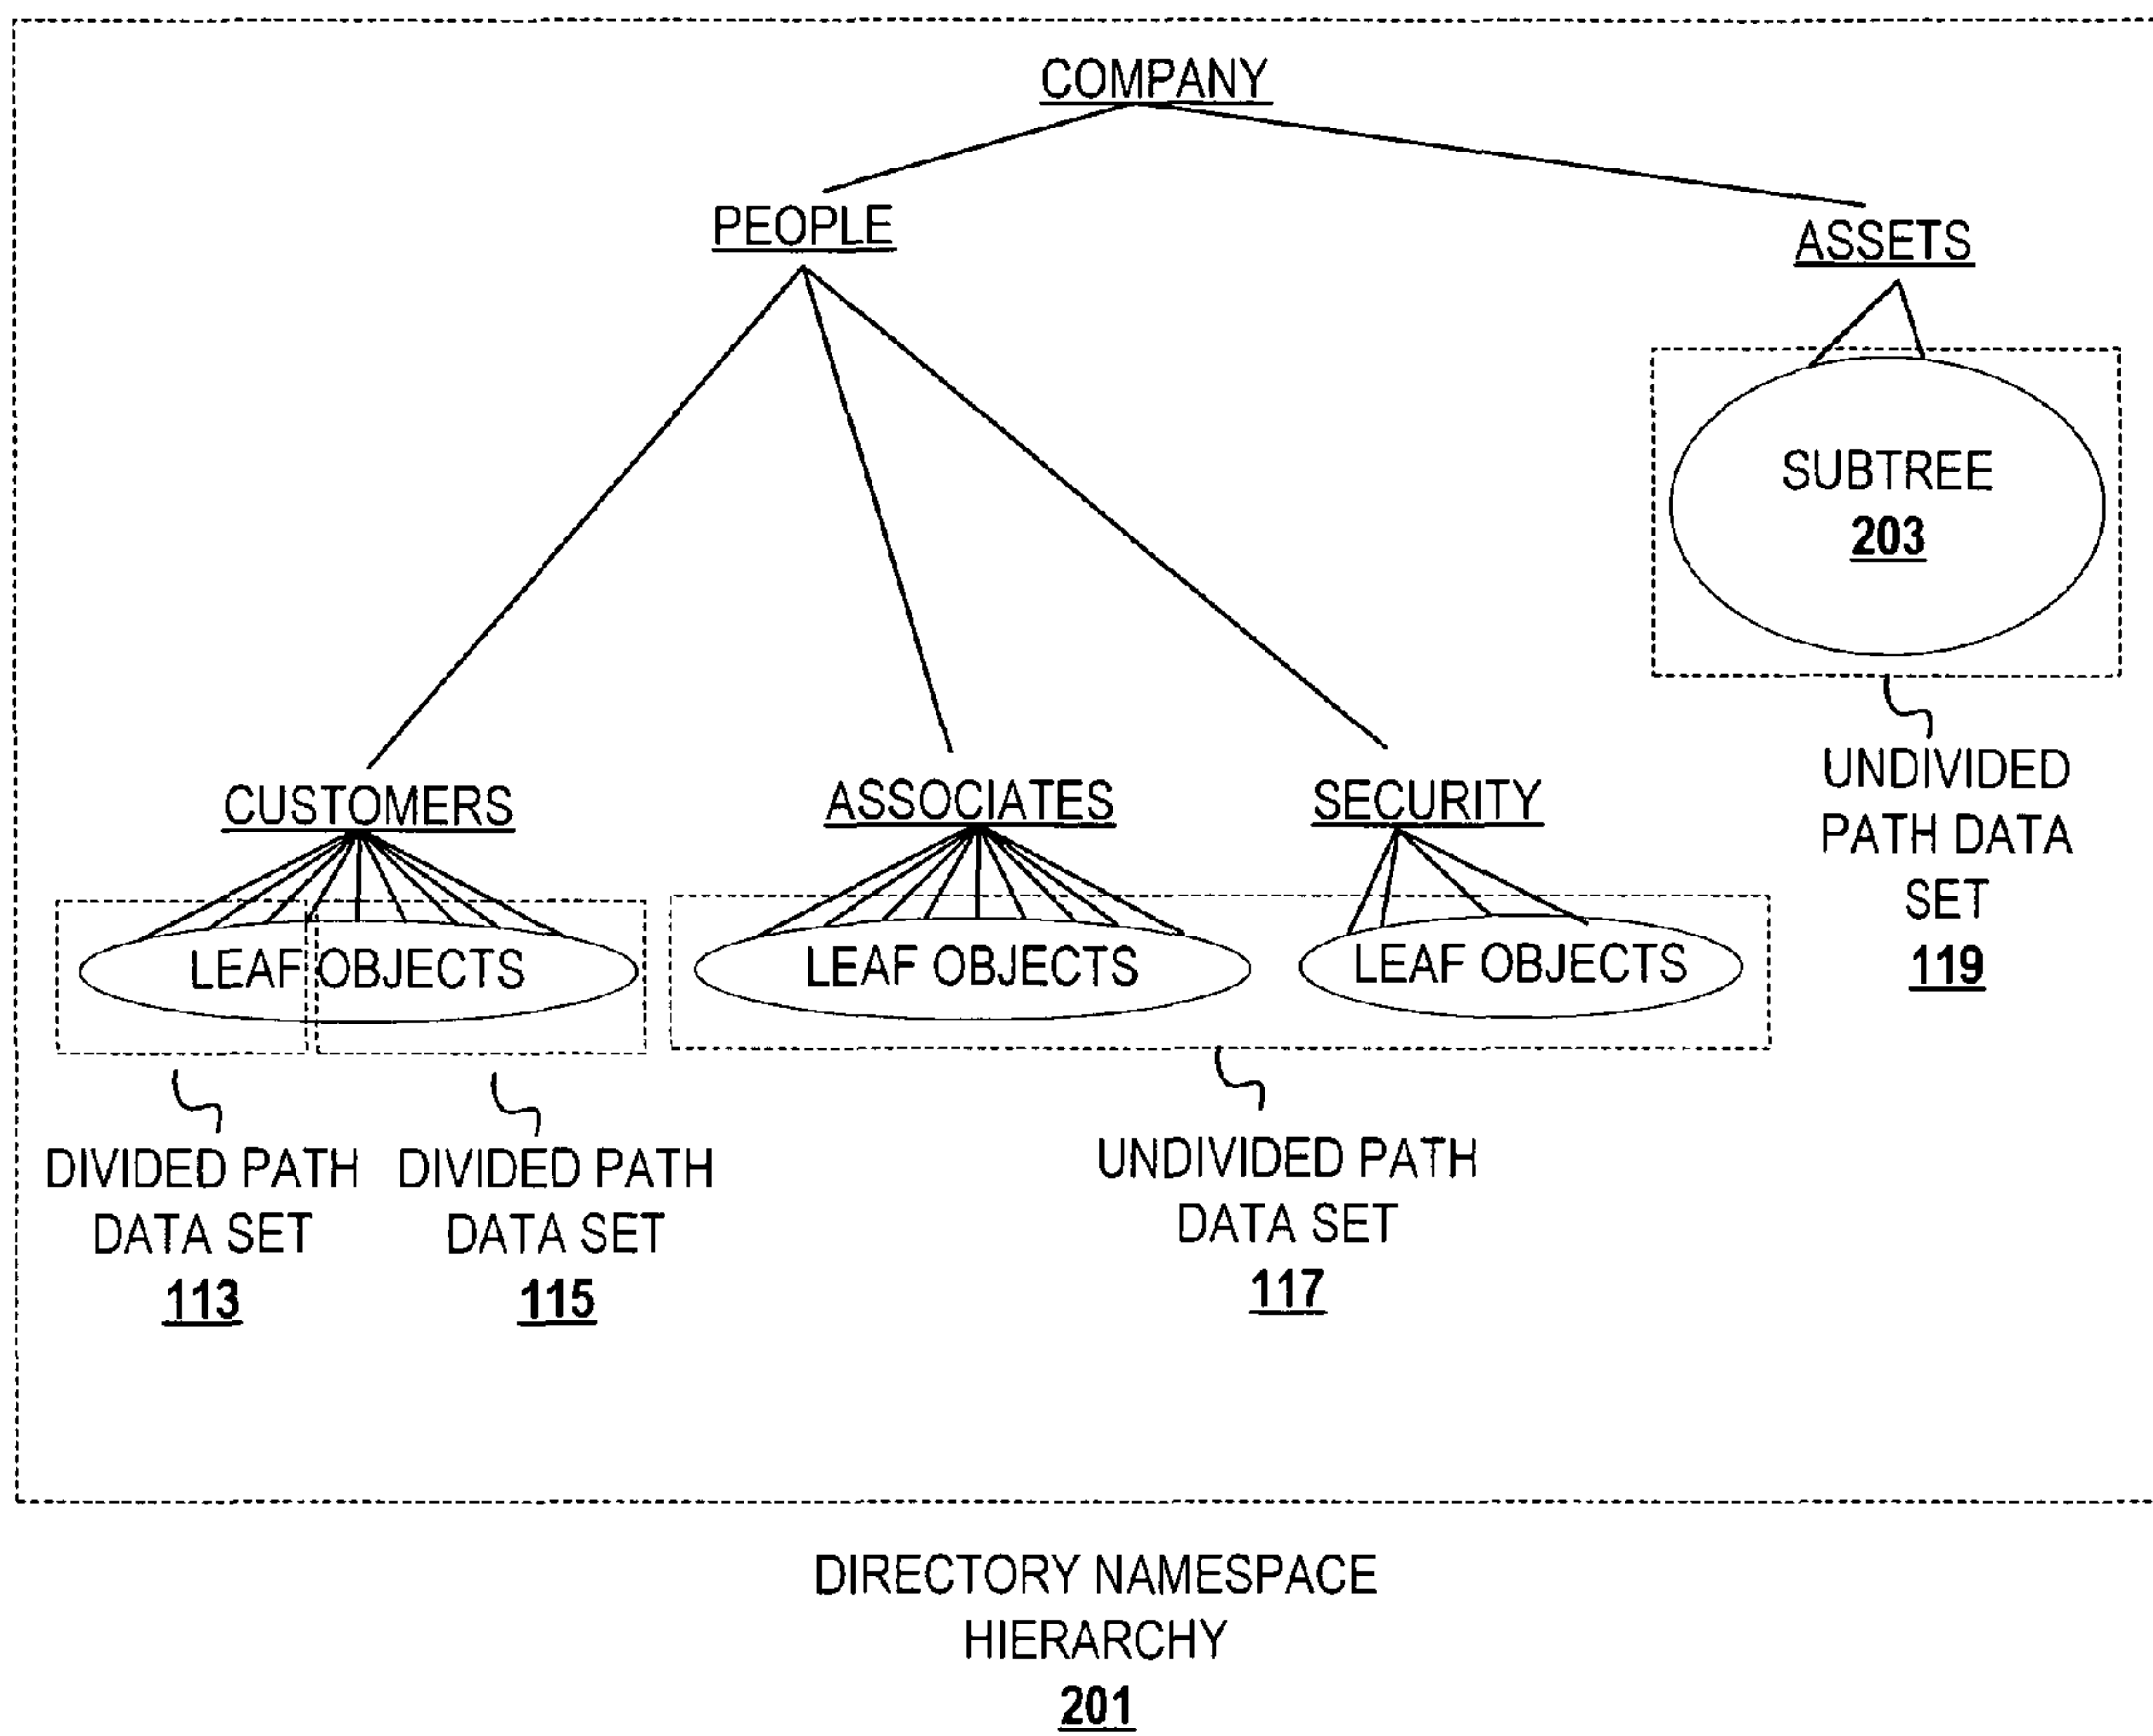 COMPANY
PEOPLE
ASSETS
SUBTREE
203
UNDIVIDED
PATH DATA
SET
119
CUSTOMERS
ASSOCIATES
SECURITY
LEAF OBJECTS
LEAF OBJECTS
LEAF OBJECTS
DIVIDED PATH
DATA SET
113
DIVIDED PATH
DATA SET
115
UNDIVIDED PATH
DATA SET
117
DIRECTORY NAMESPACE
HIERARCHY
201